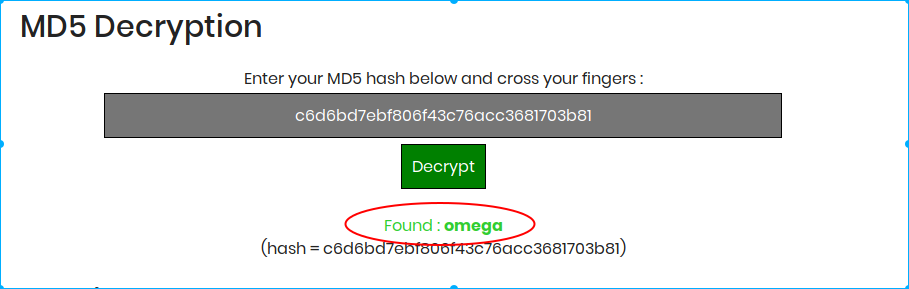 MD5 Decryption
Enter your MD5 hash below and cross your fingers :
c6d6bd7ebf806f43c76acc3681703b81
Decrypt
Found : omega
(hash = c6d6bd7ebf806f43c76acc3681703b81)